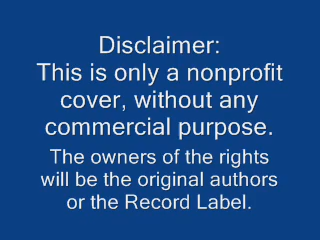 Disclaimer:
This is only a nonprofit
cover, without any
commercial purpose.
The owners of the rights
will be the original authors
or the Record Label.